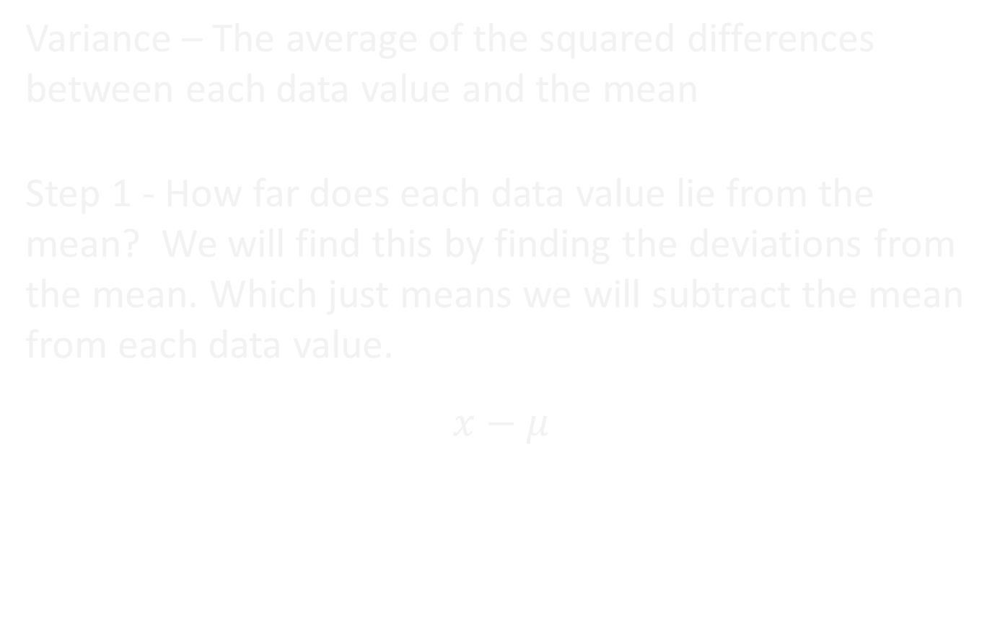 Variance – The average of the squared differences
between each data value and the mean
Step 1 - How far does each data value lie from the
mean?  We will find this by finding the deviations from
the mean. Which just means we will subtract the mean
from each data value.
𝑥 − 𝜇